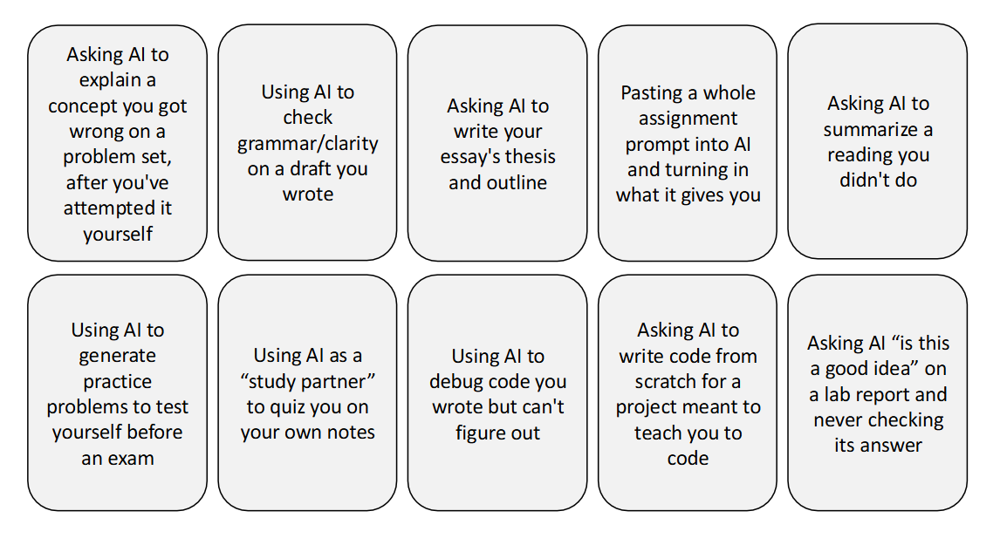 Asking AI to
explain a
concept you got
wrong on a
problem set,
after you've
attempted it
yourself
Using AI to
check
grammar/clarity
on a draft you
wrote
Asking AI to
write your
essay's thesis
and outline
Pasting a whole
assignment
prompt into AI
and turning in
what it gives you
Asking AI to
summarize a
reading you
didn't do
Using AI to
generate
practice
problems to test
yourself before
an exam
Using AI as a
“study partner”
to quiz you on
your own notes
Using AI to
debug code you
wrote but can't
figure out
Asking AI to
write code from
scratch for a
project meant to
teach you to
code
Asking AI “is this
a good idea” on
a lab report and
never checking
its answer